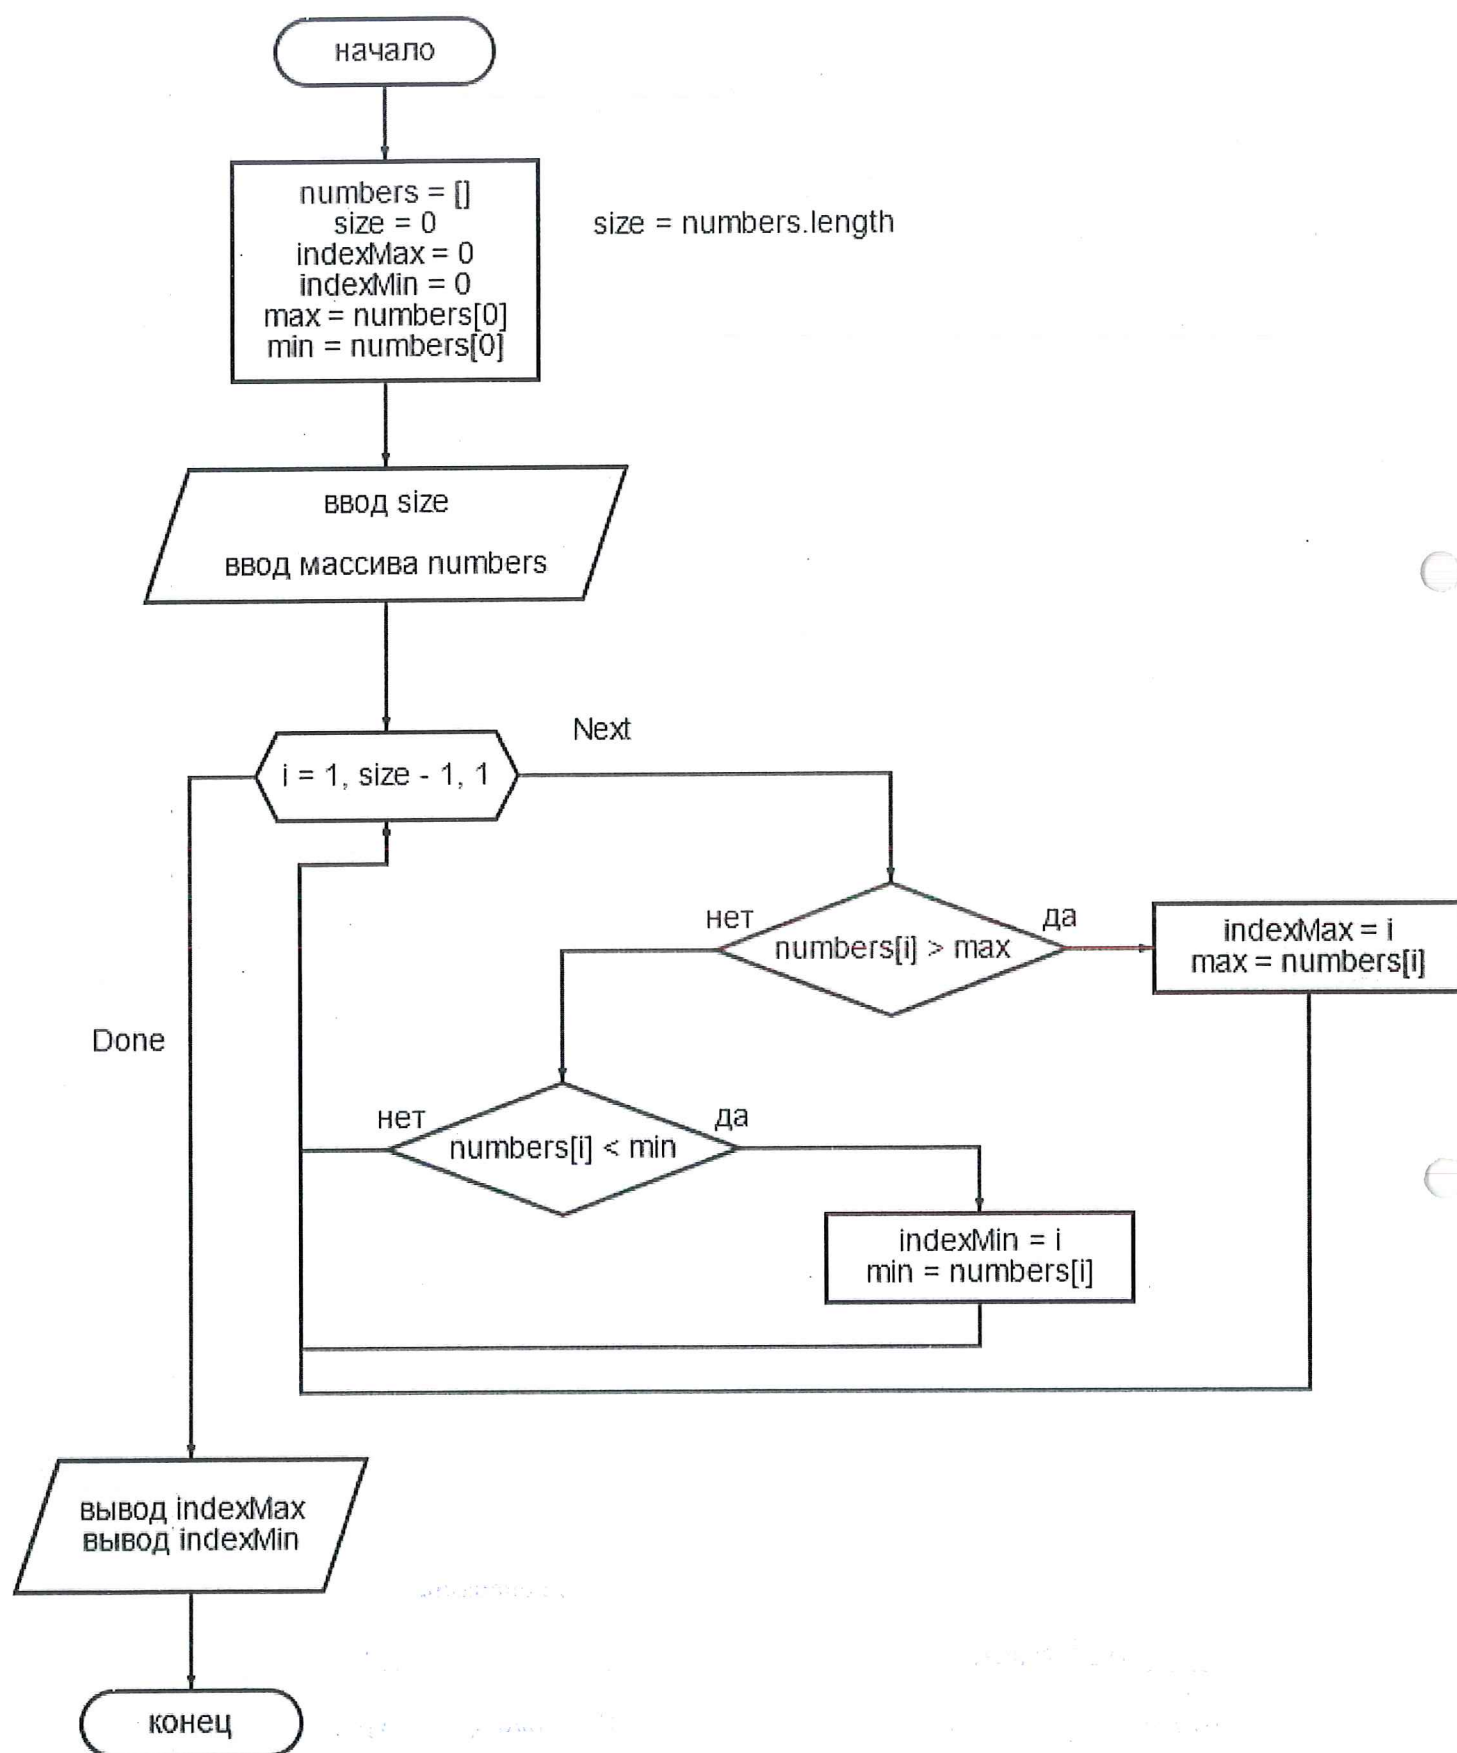 начало
numbers = []
size = 0
indexMax = 0
indexMin = 0
max = numbers[0]
min = numbers[0]
size = numbers.length
ввод size
ввод массива numbers
Next
i = 1, size - 1, 1
нет
да
numbers[i] > max
indexMax = i
max = numbers[i]
Done
нет
да
numbers[i] < min
indexMin = i
min = numbers[i]
вывод indexMax
вывод indexMin
конец